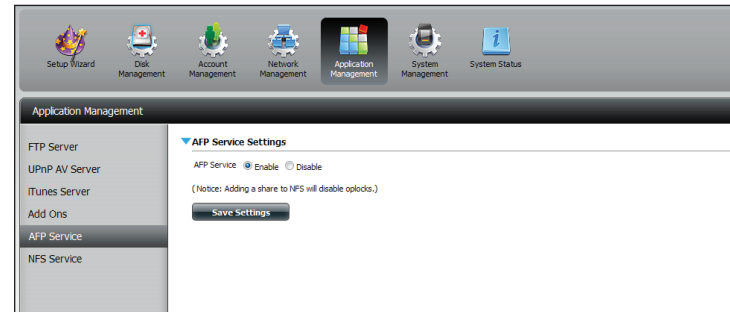 Setup Wizard
Disk Management
Account Management
Network Management
Application Management
System Management
System Status
Application Management
FTP Server
UPnP AV Server
iTunes Server
Add Ons
AFP Service
NFS Service
AFP Service Settings
AFP Service Enable Disable
(Notice: Adding a share to NFS will disable oplocks.)
Save Settings